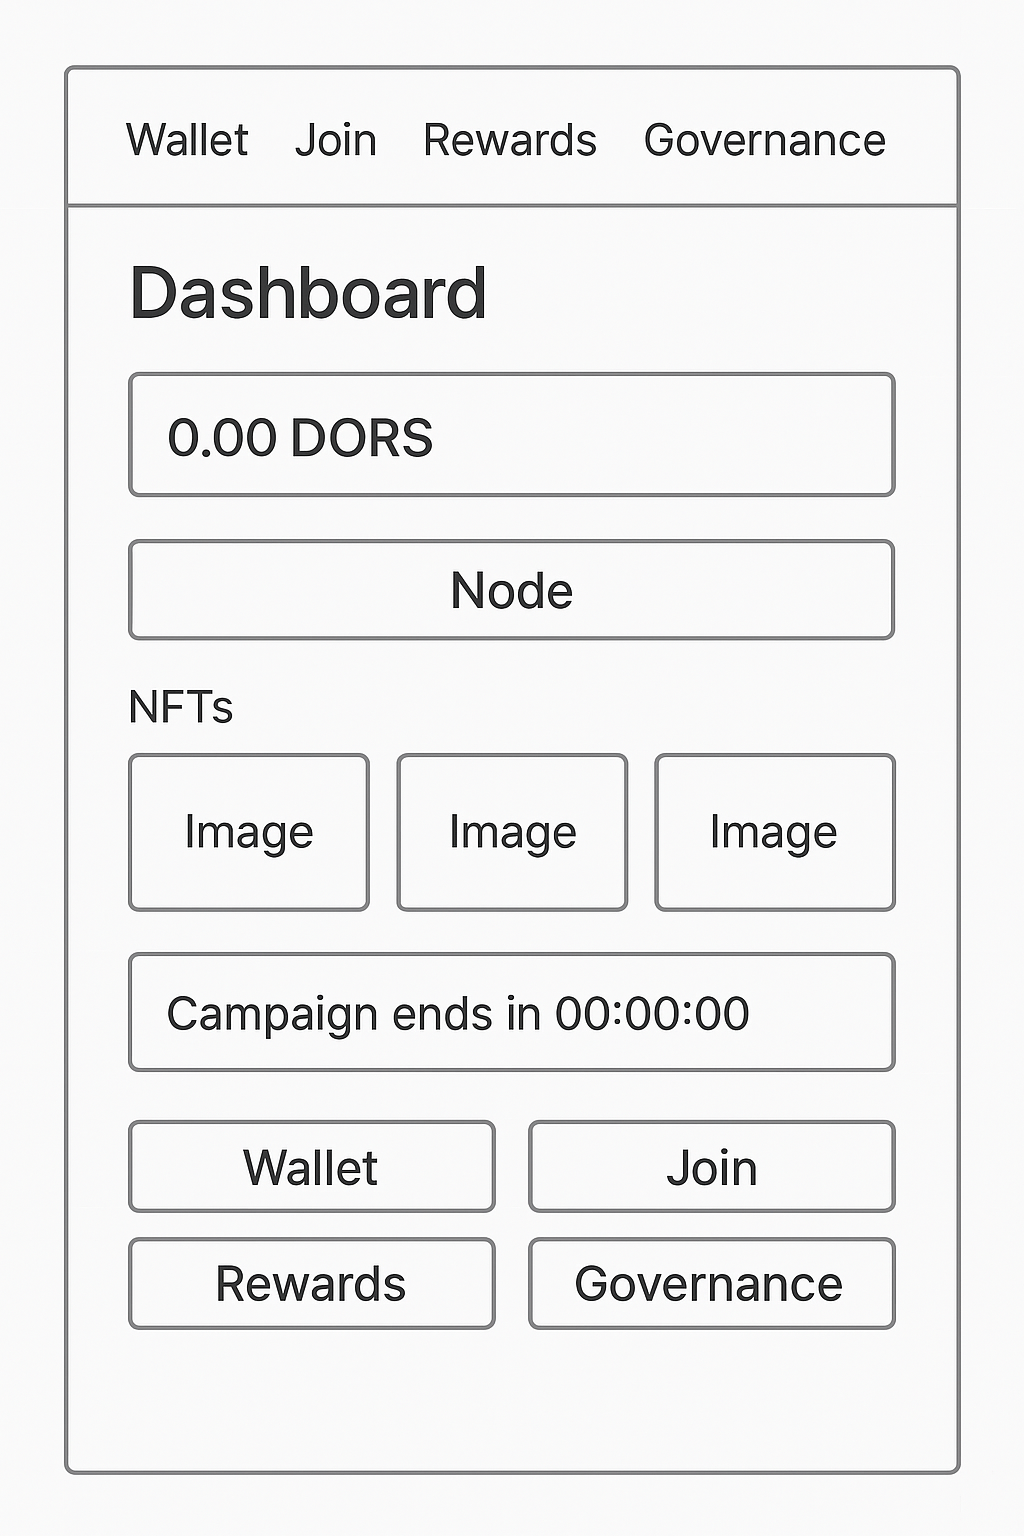 Wallet Join Rewards Governance
Dashboard
0.00 DORS
Node
NFTs
Image Image Image
Campaign ends in 00:00:00
Wallet Join
Rewards Governance